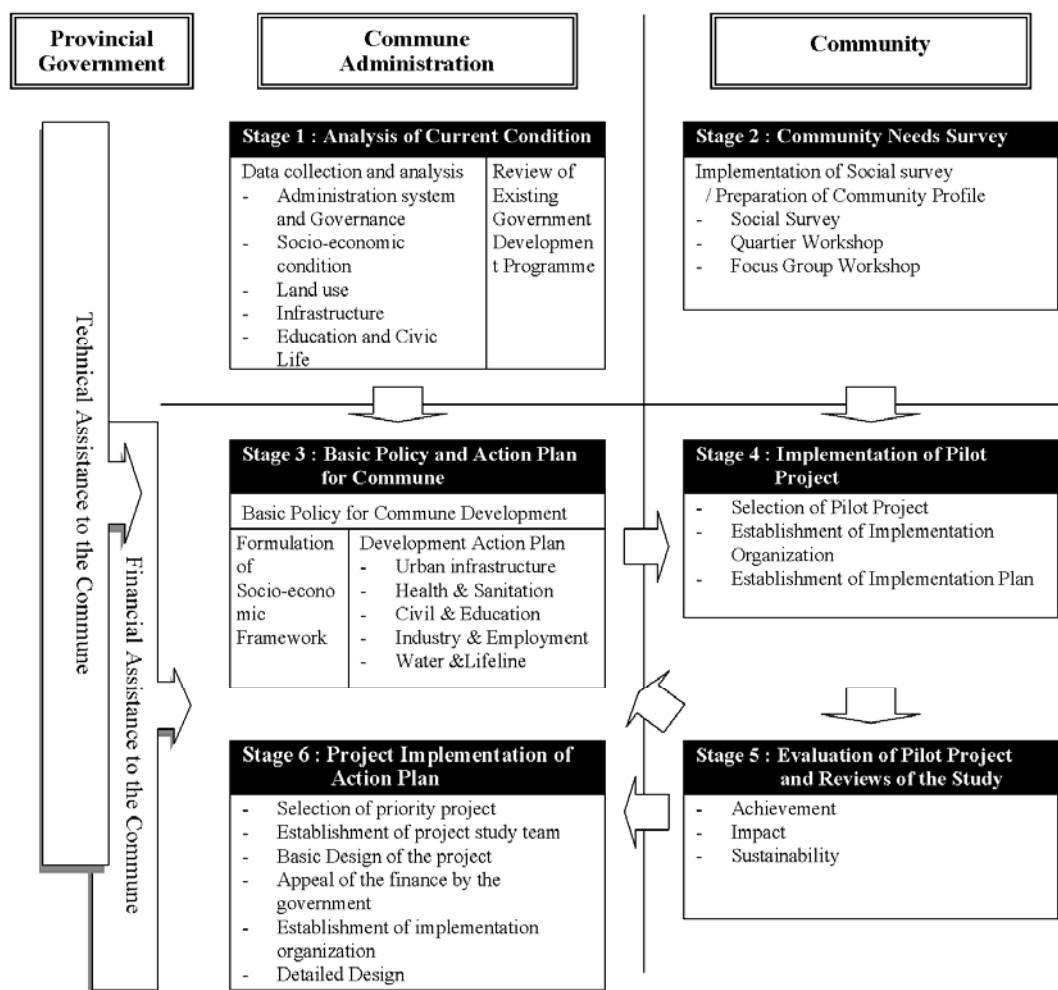 Provincial
Government
Commune
Administration
Community
Technical Assistance to the Commune
Financial Assistance to the Commune
Stage 1 : Analysis of Current Condition
Data collection and analysis
- Administration system
and Governance
- Socio-economic
condition
- Land use
- Infrastructure
- Education and Civic
Life
Review of
Existing
Government
Developmen
t Programme
Stage 2 : Community Needs Survey
Implementation of Social survey
/ Preparation of Community Profile
- Social Survey
- Quartier Workshop
- Focus Group Workshop
Stage 3 : Basic Policy and Action Plan
for Commune
Basic Policy for Commune Development
Formulation
of
Socio-econo
mic
Framework
Development Action Plan
- Urban infrastructure
- Health & Sanitation
- Civil & Education
- Industry & Employment
- Water &Lifeline
Stage 4 : Implementation of Pilot
Project
- Selection of Pilot Project
- Establishment of Implementation
Organization
- Establishment of Implementation Plan
Stage 6 : Project Implementation of
Action Plan
- Selection of priority project
- Establishment of project study team
- Basic Design of the project
- Appeal of the finance by the
government
- Establishment of implementation
organization
- Detailed Design
Stage 5 : Evaluation of Pilot Project
and Reviews of the Study
- Achievement
- Impact
- Sustainability